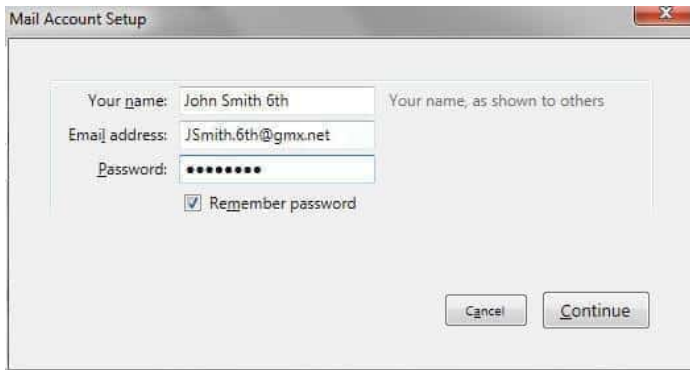 Mail Account Setup
Your name: John Smith 6th Your name, as shown to others
Email address: JSmith.6th@gmx.net
Password: ●●●●●●●●
Remember password
Cancel Continue